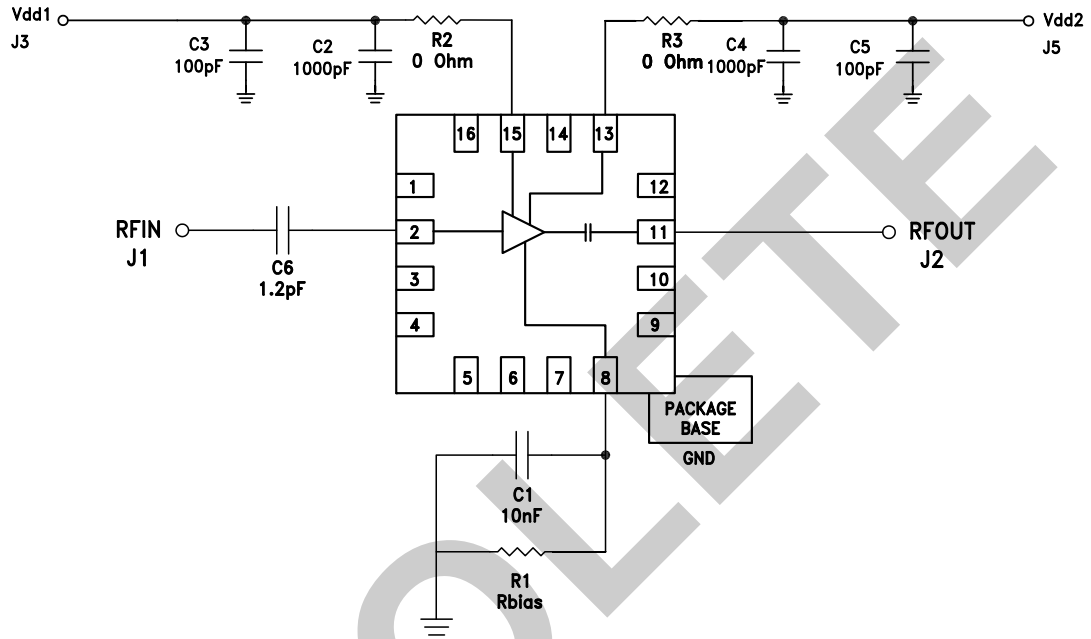 Vdd1
J3
C3
100pF
C2
1000pF
R2
0 Ohm
R3
0 Ohm
C4
1000pF
C5
100pF
Vdd2
J5
16
15
14
13
1
2
3
4
12
11
10
9
5
6
7
8
RFIN
J1
C6
1.2pF
RFOUT
J2
PACKAGE
BASE
GND
C1
10nF
R1
Rbias
OLETE